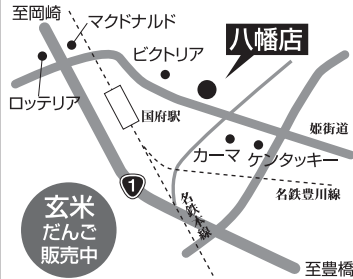 至岡崎
マクドナルド
八幡店
ビクトリア
ロッテリア
国府駅
姫街道
カーマ
ケンタッキー
1
名鉄豊川線
名鉄本線
玄米
だんご
販売中
至豊橋